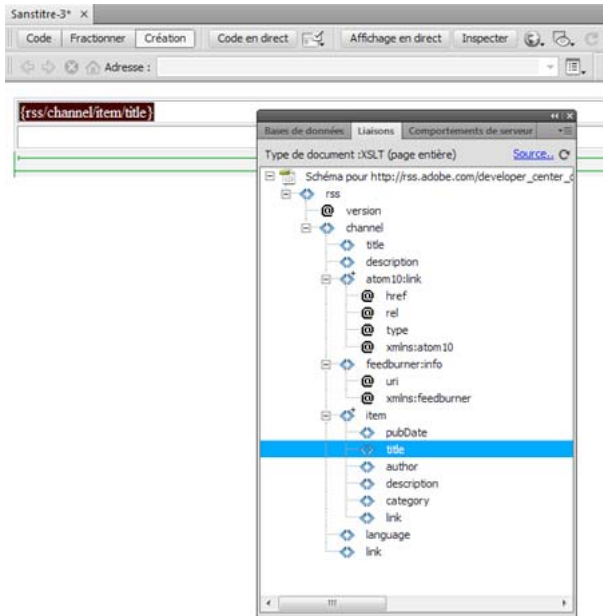 Sanstitre-3* ×
Code Fractionner Création Code en direct Affichage en direct Inspecter
Adresse :
{rss/channel/item/title}
Bases de données Liaisons Comportements de serveur
Type de document :XSLT (page entière) Source...
Schéma pour http://rss.adobe.com/developer_center_
rss
@ version
channel
title
description
atom10:link
@ href
@ rel
@ type
@ xmlns:atom10
feedburner:info
@ uri
@ xmlns:feedburner
item
pubDate
title
author
description
category
link
language
link